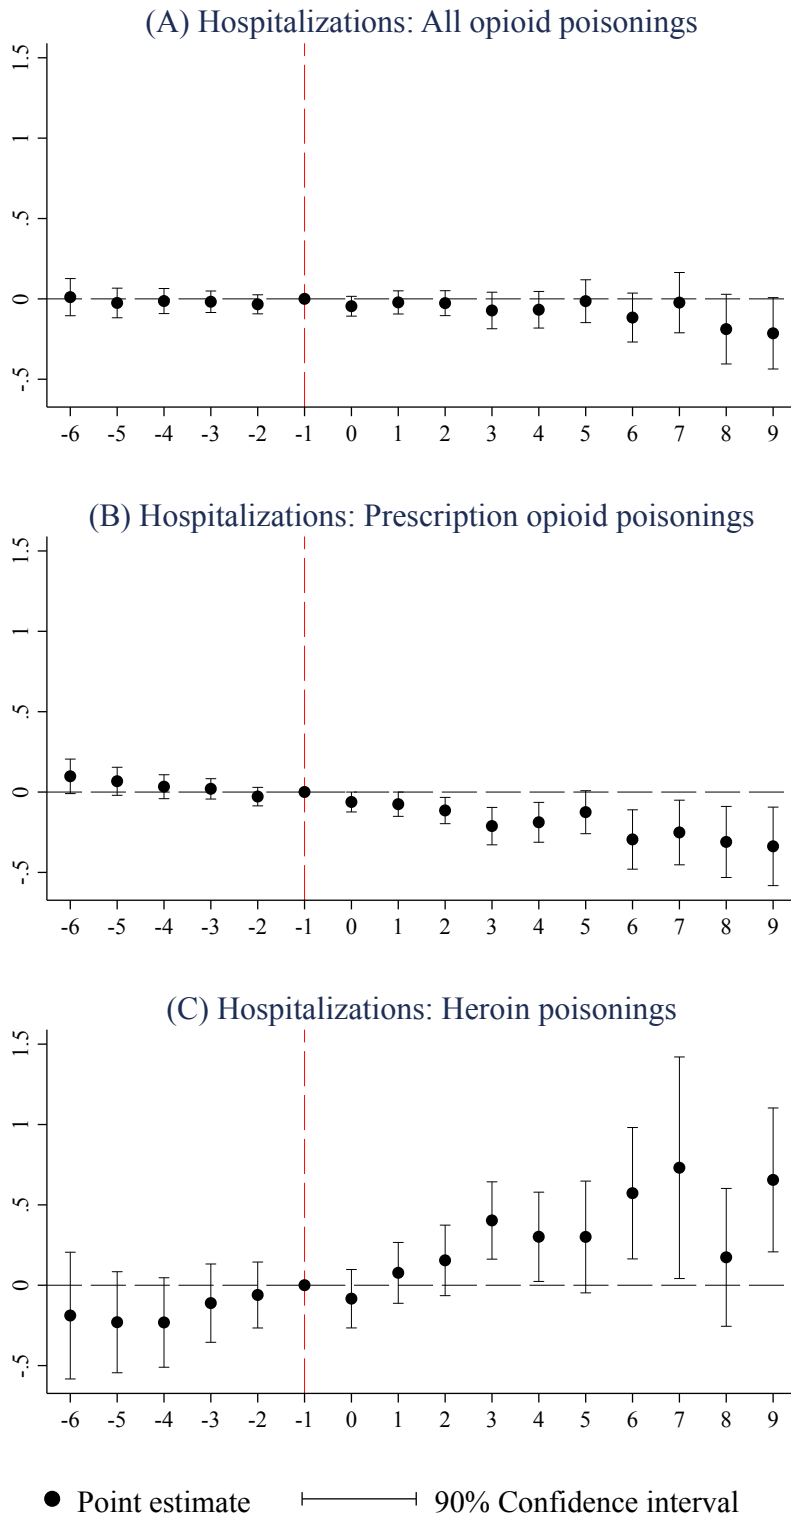 (A) Hospitalizations: All opioid poisonings
1.5
1
.5
0
-.5
-6 -5 -4 -3 -2 -1 0 1 2 3 4 5 6 7 8 9
(B) Hospitalizations: Prescription opioid poisonings
1.5
1
.5
0
-.5
-6 -5 -4 -3 -2 -1 0 1 2 3 4 5 6 7 8 9
(C) Hospitalizations: Heroin poisonings
1.5
1
.5
0
-.5
-6 -5 -4 -3 -2 -1 0 1 2 3 4 5 6 7 8 9
Point estimate 90% Confidence interval